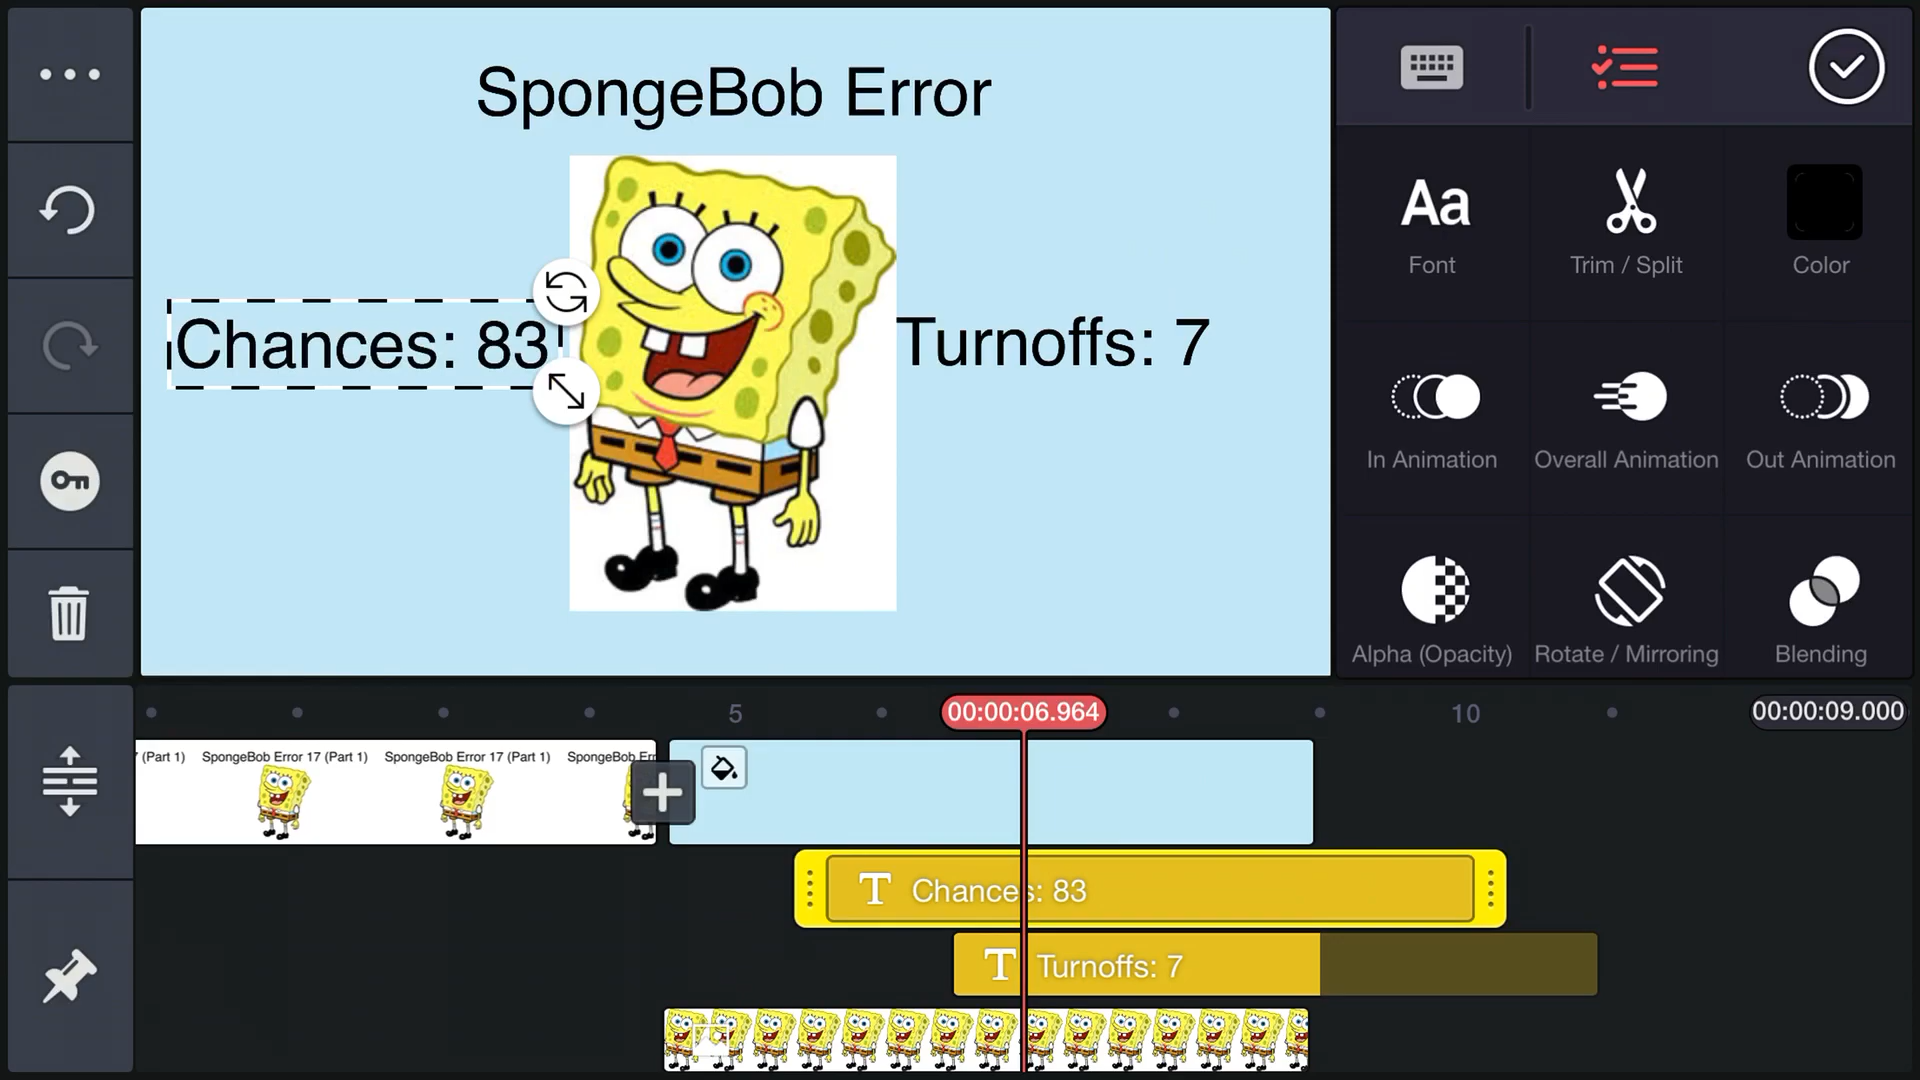 SpongeBob Error
Chances: 83
Turnoffs: 7
Aa
Font
Trim / Split
Color
In Animation
Overall Animation
Out Animation
Alpha (Opacity)
Rotate / Mirroring
Blending
5
00:00:06.964
10
00:00:09.000
(Part 1)
SpongeBob Error 17 (Part 1)
SpongeBob Error 17 (Part 1)
SpongeBob Err
T Chances: 83
T Turnoffs: 7